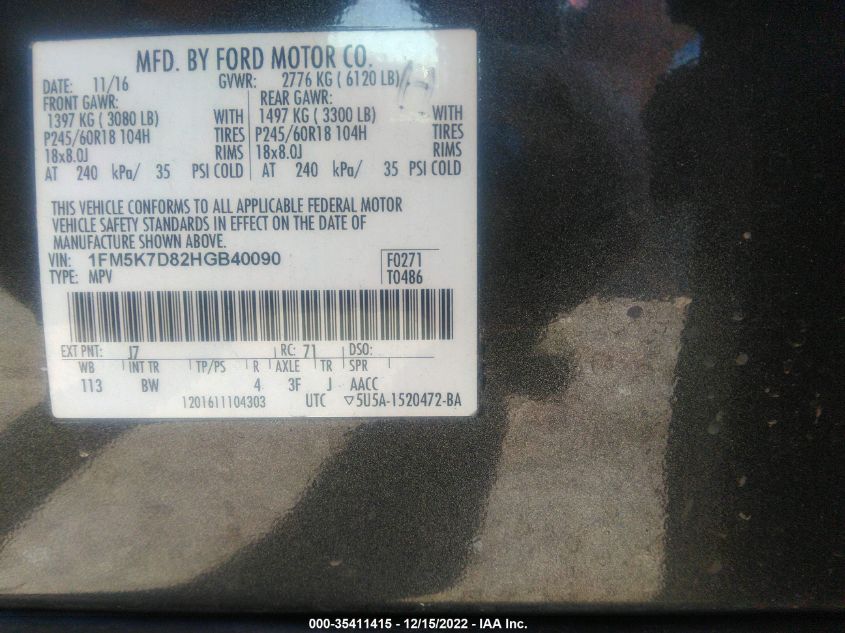 MFD. BY FORD MOTOR CO.
DATE: 11/16 GVWR: 2776 KG ( 6120 LB)
FRONT GAWR: REAR GAWR:
1397 KG ( 3080 LB) WITH 1497 KG ( 3300 LB) WITH
P245/60R18 104H TIRES P245/60R18 104H TIRES
18x8.0J RIMS 18x8.0J RIMS
AT 240 kPa/ 35 PSI COLD AT 240 kPa/ 35 PSI COLD
THIS VEHICLE CONFORMS TO ALL APPLICABLE FEDERAL MOTOR
VEHICLE SAFETY STANDARDS IN EFFECT ON THE DATE OF
MANUFACTURE SHOWN ABOVE.
VIN: 1FM5K7D82HGB40090 F0271
TYPE: MPV T0486
EXT PNT: J7 RC: 71 DSO:
WB INT TR TP/PS R AXLE TR SPR
113 BW 4 3F J AACC
1201611104303 UTC ▽5U5A-1520472-BA
000-35411415 - 12/15/2022 - IAA Inc.